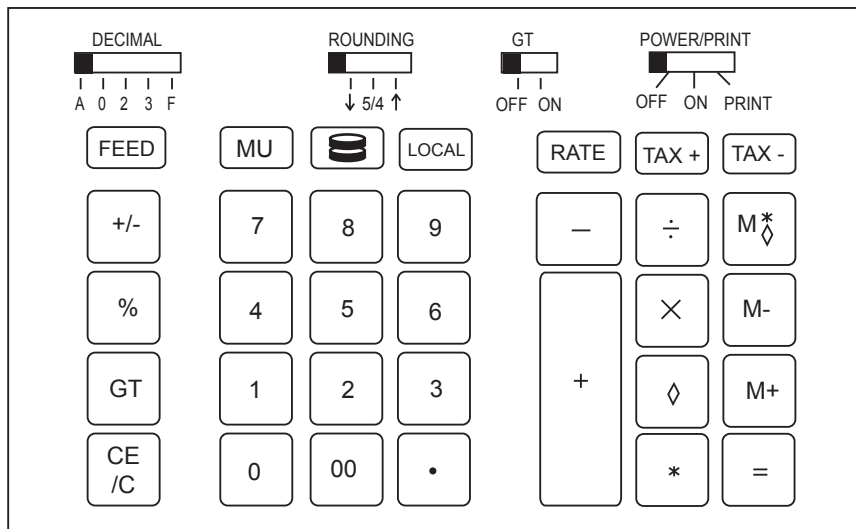 DECIMAL ROUNDING GT POWER/PRINT
A 0 2 3 F ↓ 5/4 ↑ OFF ON OFF ON PRINT
FEED MU LOCAL RATE TAX + TAX -
+/- 7 8 9 – ÷ M*◊
% 4 5 6 × M-
GT 1 2 3 + ◊ M+
CE
/C 0 00 • * =